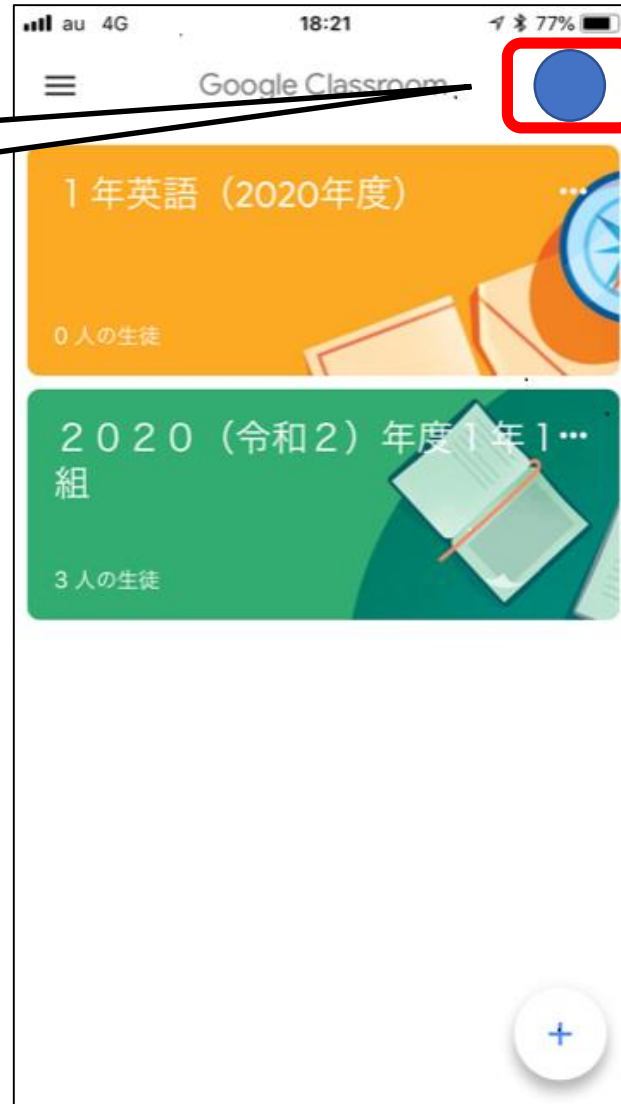 au 4G 18:21 77%
Google Classroom
１年英語（2020年度）
0 人の生徒
２０２０（令和２）年度１年１
組
3 人の生徒